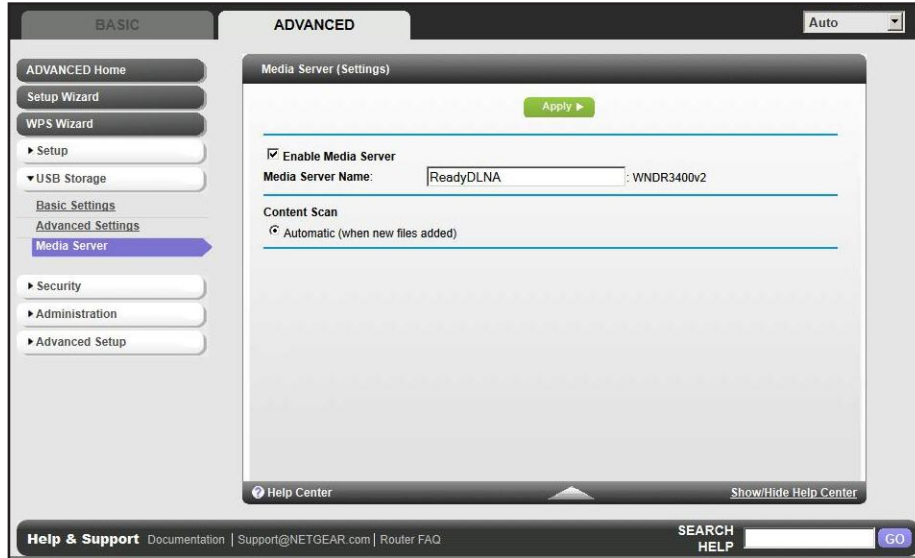 BASIC
ADVANCED
Auto
ADVANCED Home
Setup Wizard
WPS Wizard
Setup
USB Storage
Basic Settings
Advanced Settings
Media Server
Security
Administration
Advanced Setup
Media Server (Settings)
Apply
Enable Media Server
Media Server Name: ReadyDLNA : WNDR3400v2
Content Scan
Automatic (when new files added)
Help Center
Show/Hide Help Center
Help & Support Documentation | Support@NETGEAR.com | Router FAQ
SEARCH HELP
GO